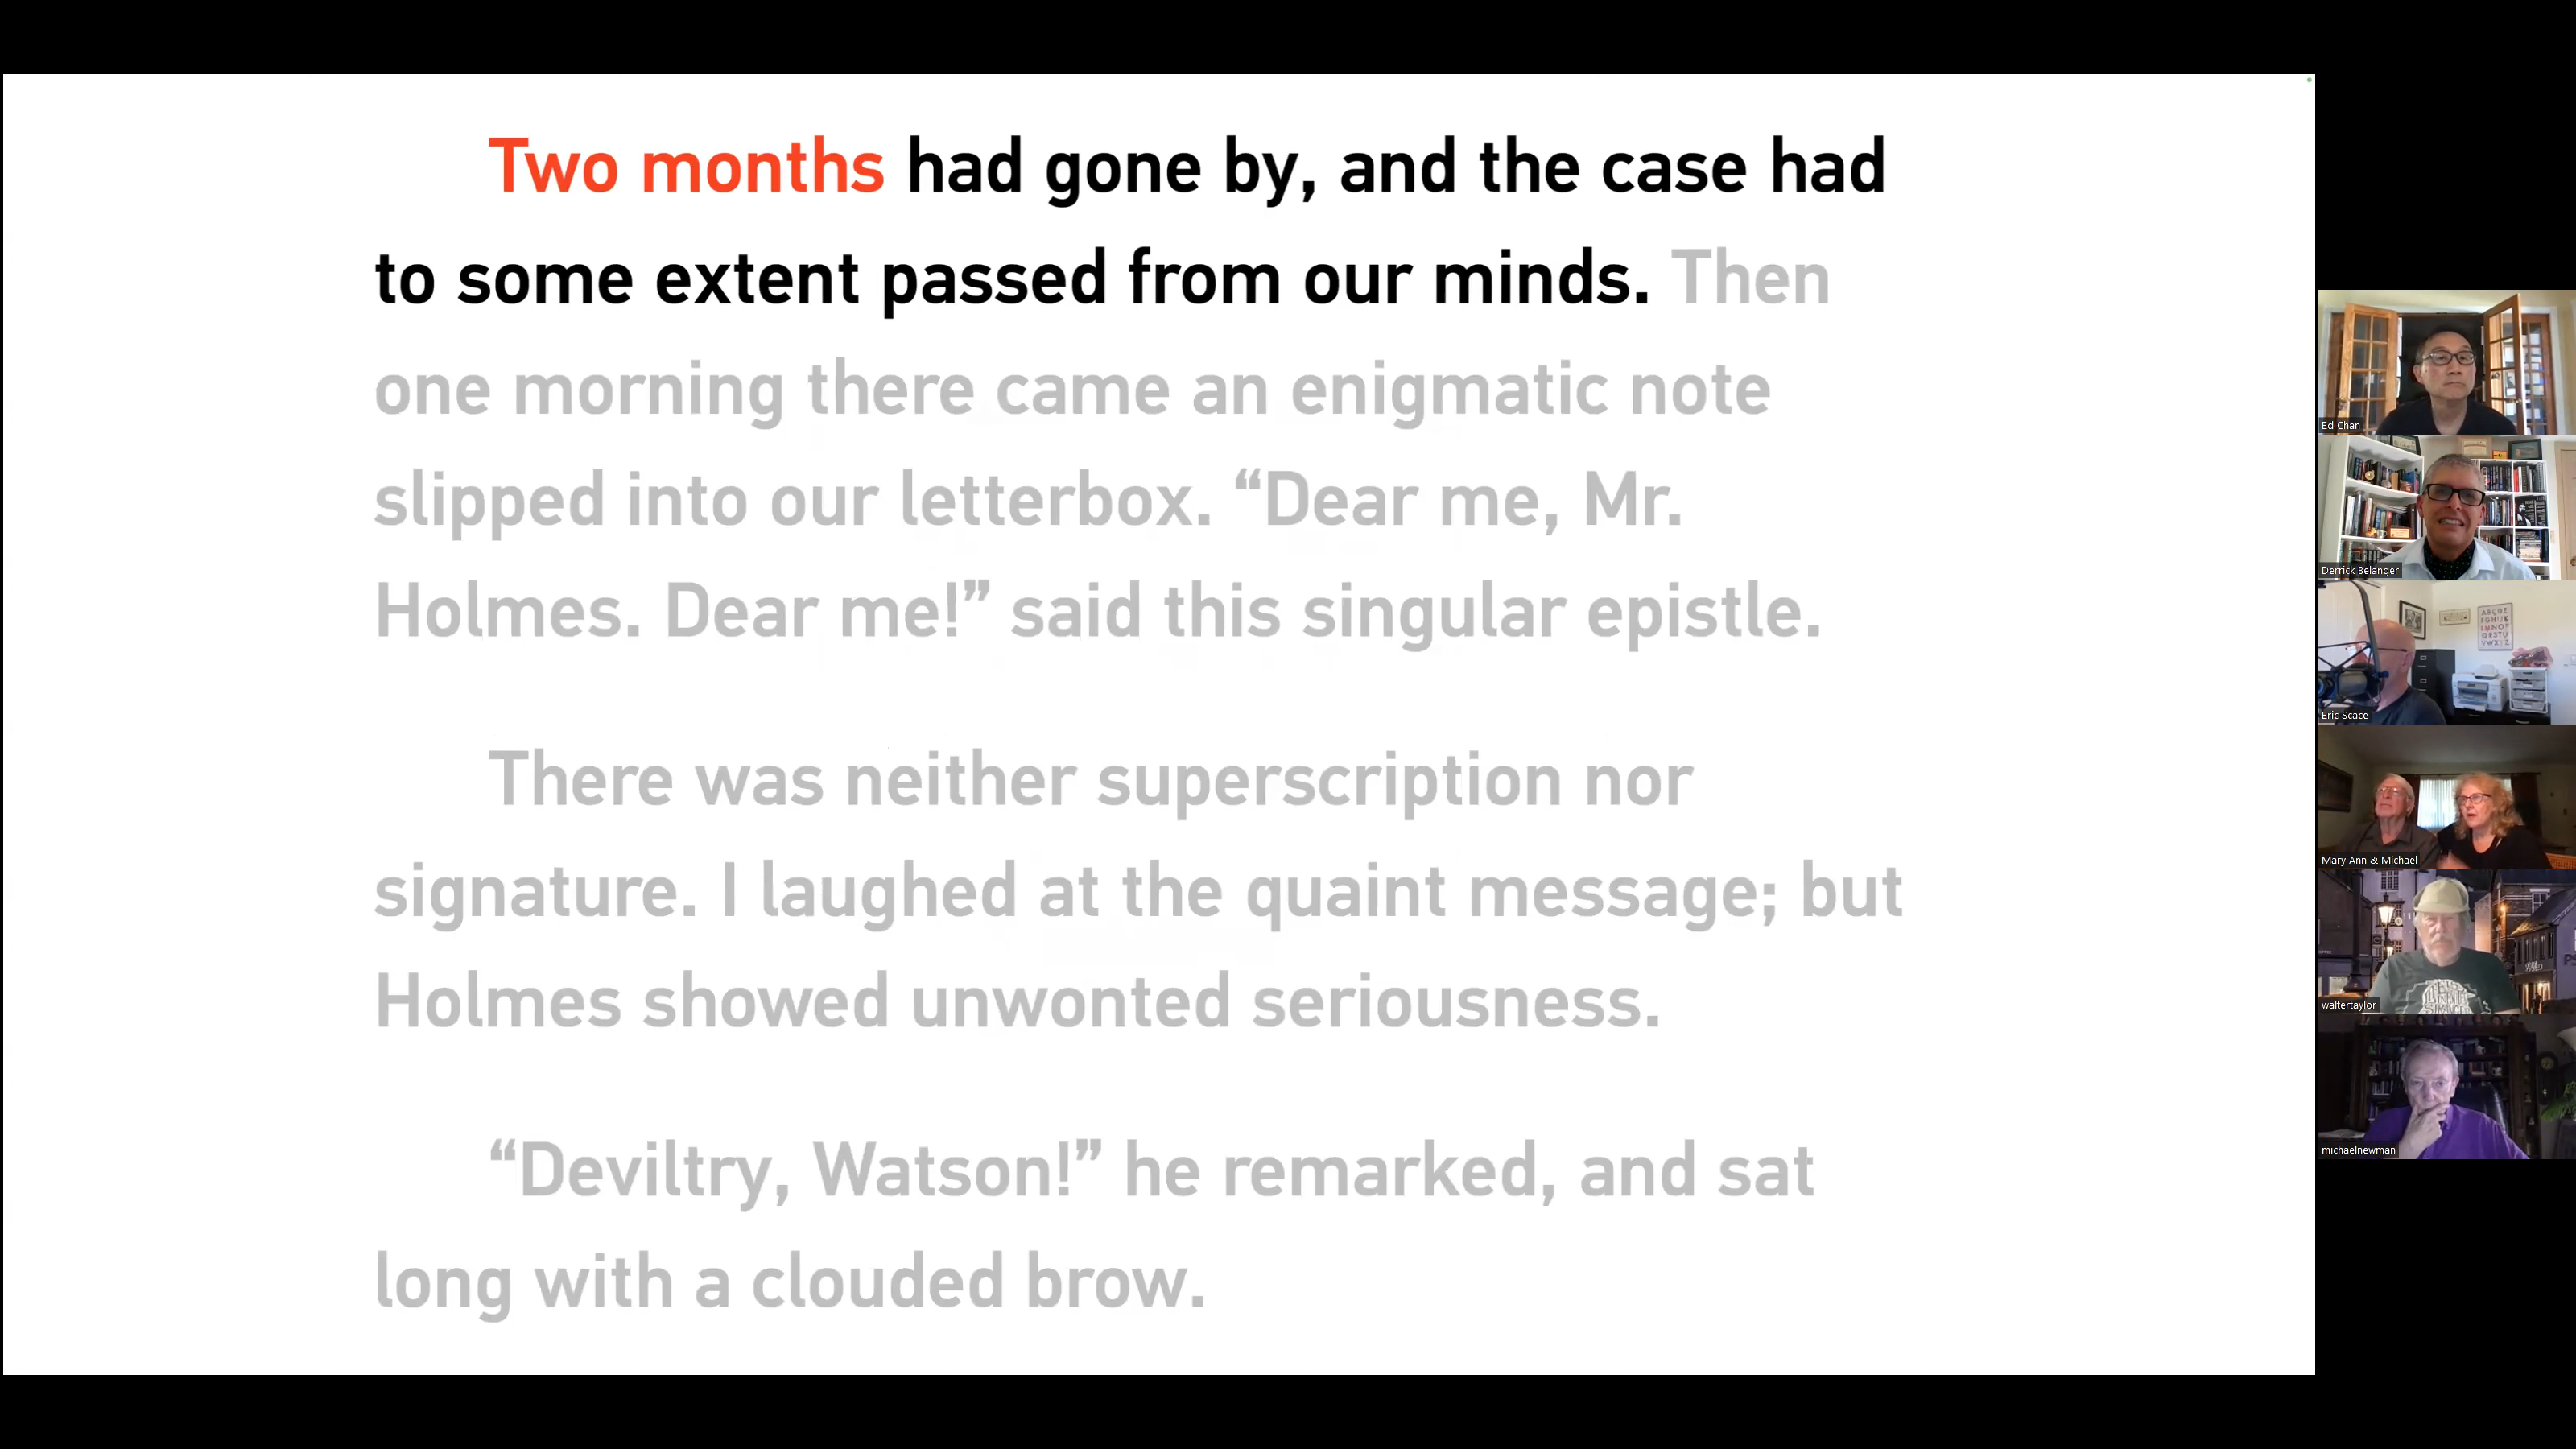 Two months had gone by, and the case had
to some extent passed from our minds. Then
one morning there came an enigmatic note
slipped into our letterbox. “Dear me, Mr.
Holmes. Dear me!” said this singular epistle.
There was neither superscription nor
signature. I laughed at the quaint message; but
Holmes showed unwonted seriousness.
“Deviltry, Watson!” he remarked, and sat
long with a clouded brow.
Ed Chan
Derrick Belanger
ABCDE
Eric Scace
Mary Ann & Michael
waltertaylor
michaelnewman